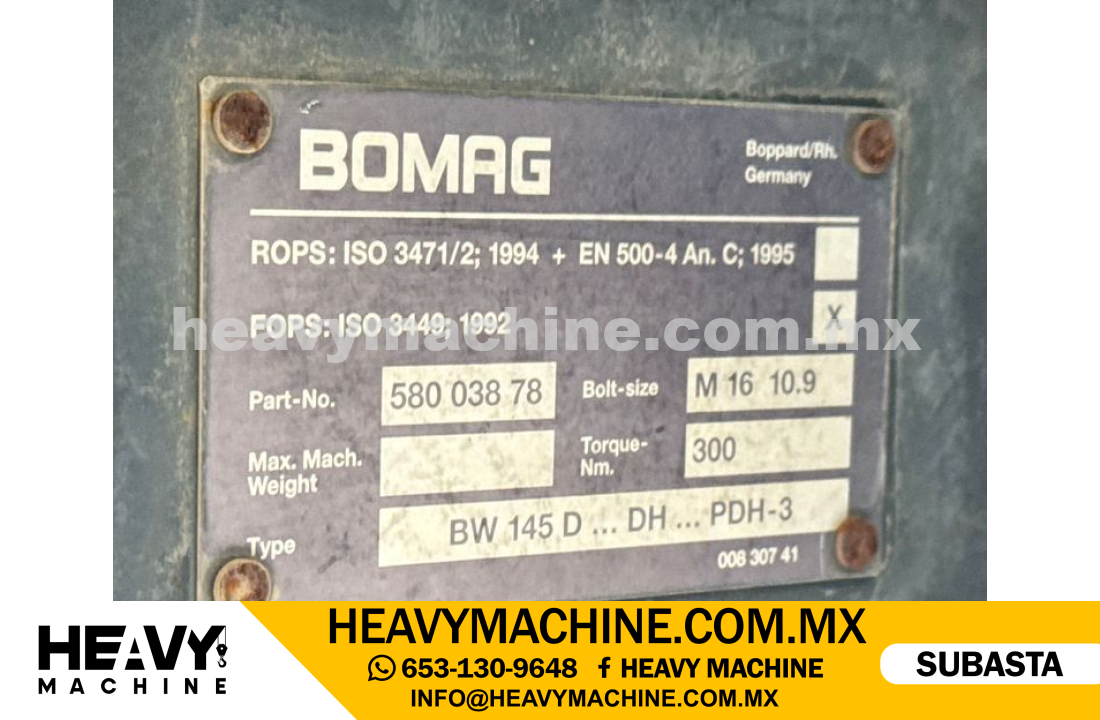 BOMAG
Boppard/Rh.
Germany
ROPS: ISO 3471/2; 1994 + EN 500-4 An. C; 1995
FOPS: ISO 3449; 1992 X
heavymachine.com.mx
Part-No. 580 038 78 Bolt-size M 16 10.9
Max. Mach. Weight Torque-Nm. 300
Type BW 145 D ... DH ... PDH-3
008 307 41
HEAVY
MACHINE
HEAVYMACHINE.COM.MX
653-130-9648 f HEAVY MACHINE
INFO@HEAVYMACHINE.COM.MX
SUBASTA